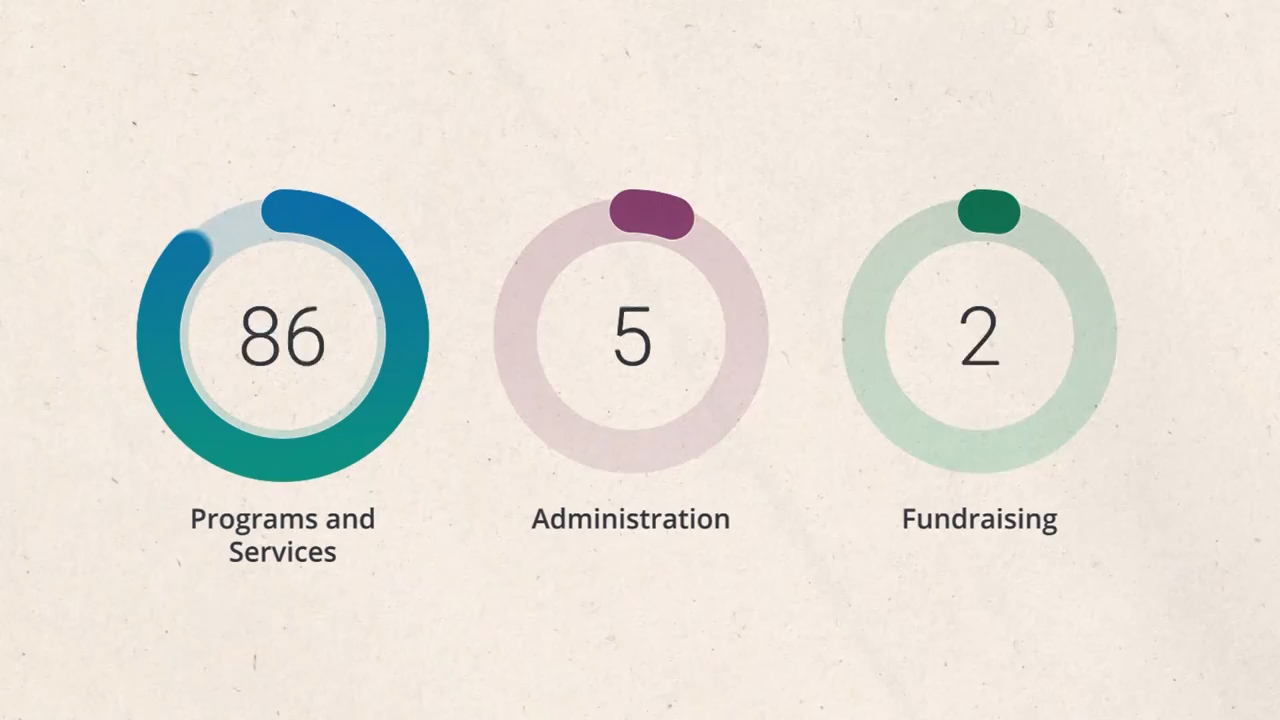 86
5
2
Programs and
Services
Administration
Fundraising